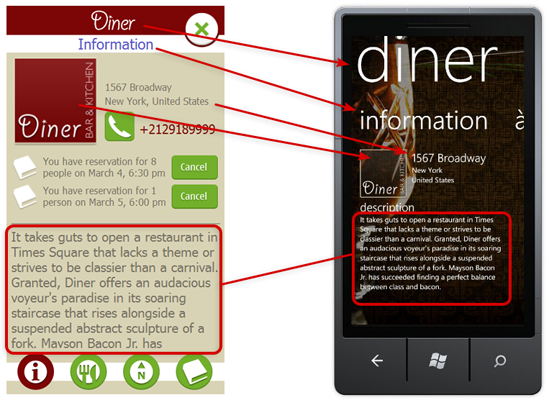 Diner
Information
Diner
BAR & KITCHEN
1567 Broadway
New York, United States
+2129189999
You have reservation for 8
people on March 4, 6:30 pm
Cancel
You have reservation for 1
person on March 5, 6:00 pm
Cancel
It takes guts to open a restaurant in
Times Square that lacks a theme or
strives to be classier than a carnival.
Granted, Diner offers an audacious
voyeur's paradise in its soaring
staircase that rises alongside a
suspended abstract sculpture of a
fork. Mayson Bacon Jr. has
i
N
diner
information à
Diner
BAR & KITCHEN
1567 Broadway
New York
United States
description
It takes guts to open a restaurant in Times
Square that lacks a theme or strives to be
classier than a carnival. Granted, Diner offers
an audacious voyeur's paradise in its soaring
staircase that rises alongside a suspended
abstract sculpture of a fork. Mayson Bacon
Jr. has succeeded finding a perfect balance
between class and bacon.